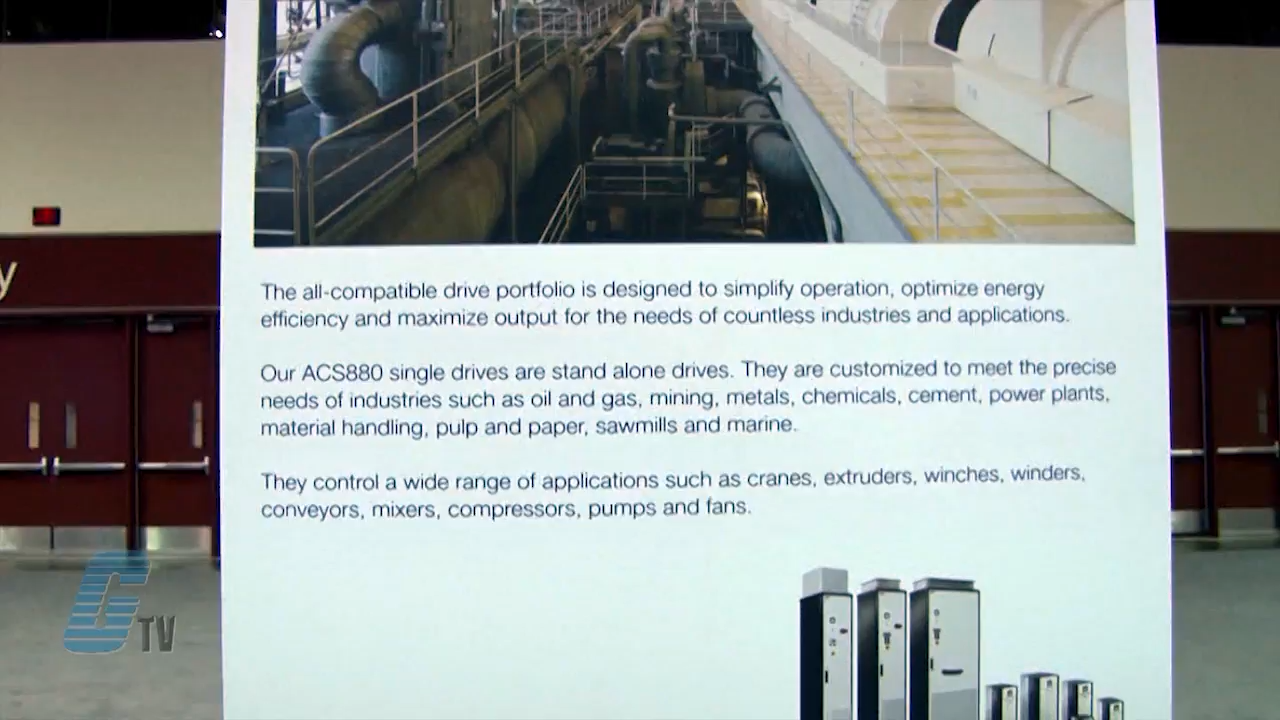 y
The all-compatible drive portfolio is designed to simplify operation, optimize energy
efficiency and maximize output for the needs of countless industries and applications.
Our ACS880 single drives are stand alone drives. They are customized to meet the precise
needs of industries such as oil and gas, mining, metals, chemicals, cement, power plants,
material handling, pulp and paper, sawmills and marine.
They control a wide range of applications such as cranes, extruders, winches, winders,
conveyors, mixers, compressors, pumps and fans.
G TV